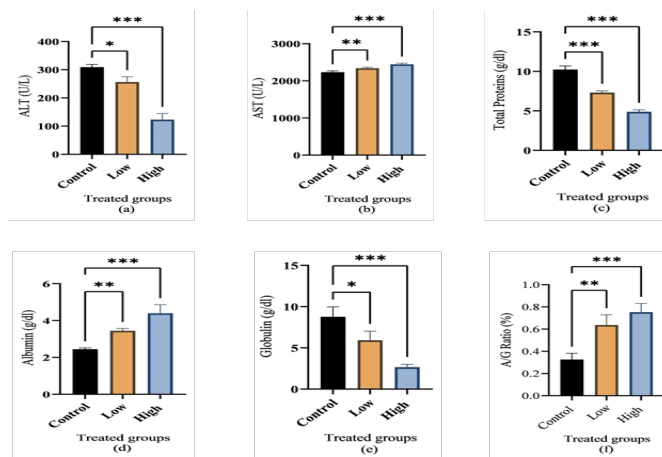 ***
*
ALT (U/L)
400
300
200
100
0
Control
Low
High
Treated groups
(a)
***
**
AST (U/L)
3000
2000
1000
0
Control
Low
High
Treated groups
(b)
***
***
Total Proteins (g/dl)
15
10
5
0
Control
Low
High
Treated groups
(c)
***
**
Albumin (g/dl)
6
4
2
0
Control
Low
High
Treated groups
(d)
***
*
Globulin (g/dl)
15
10
5
0
Control
Low
High
Treated groups
(e)
***
**
A/G Ratio (%)
1.0
0.8
0.6
0.4
0.2
0.0
Control
Low
High
Treated groups
(f)